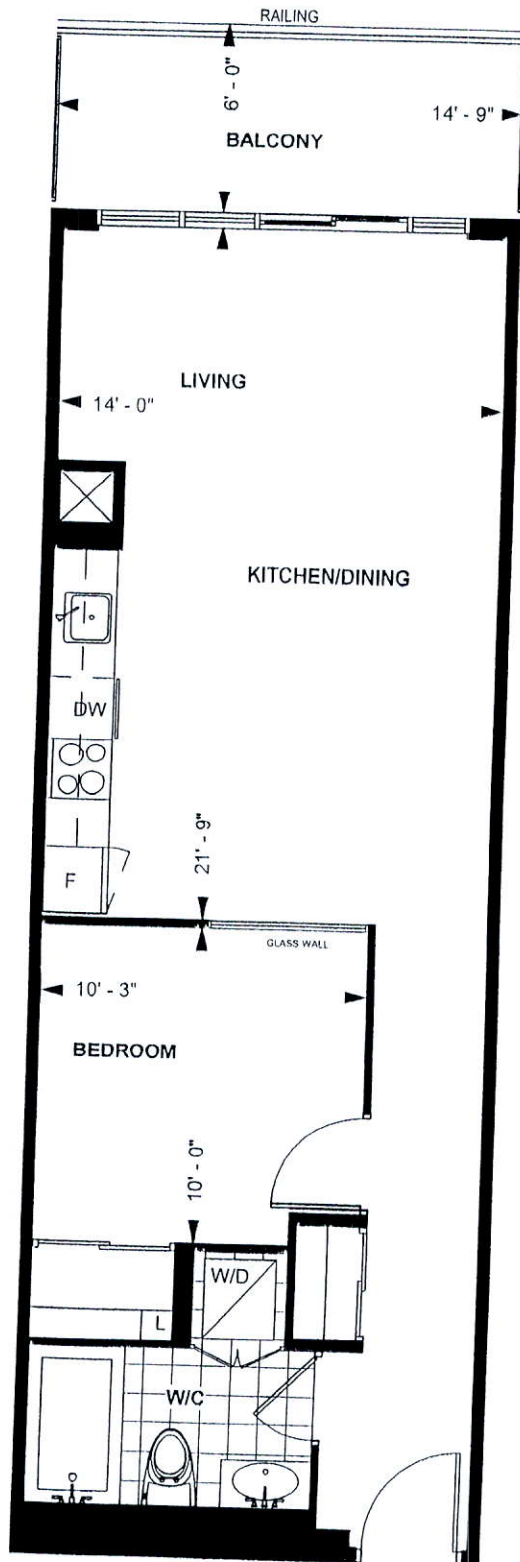 RAILING
6' - 0"
14' - 9"
BALCONY
LIVING
14' - 0"
KITCHEN/DINING
DW
21' - 9"
F
GLASS WALL
10' - 3"
BEDROOM
10' - 0"
W/D
L
W/C